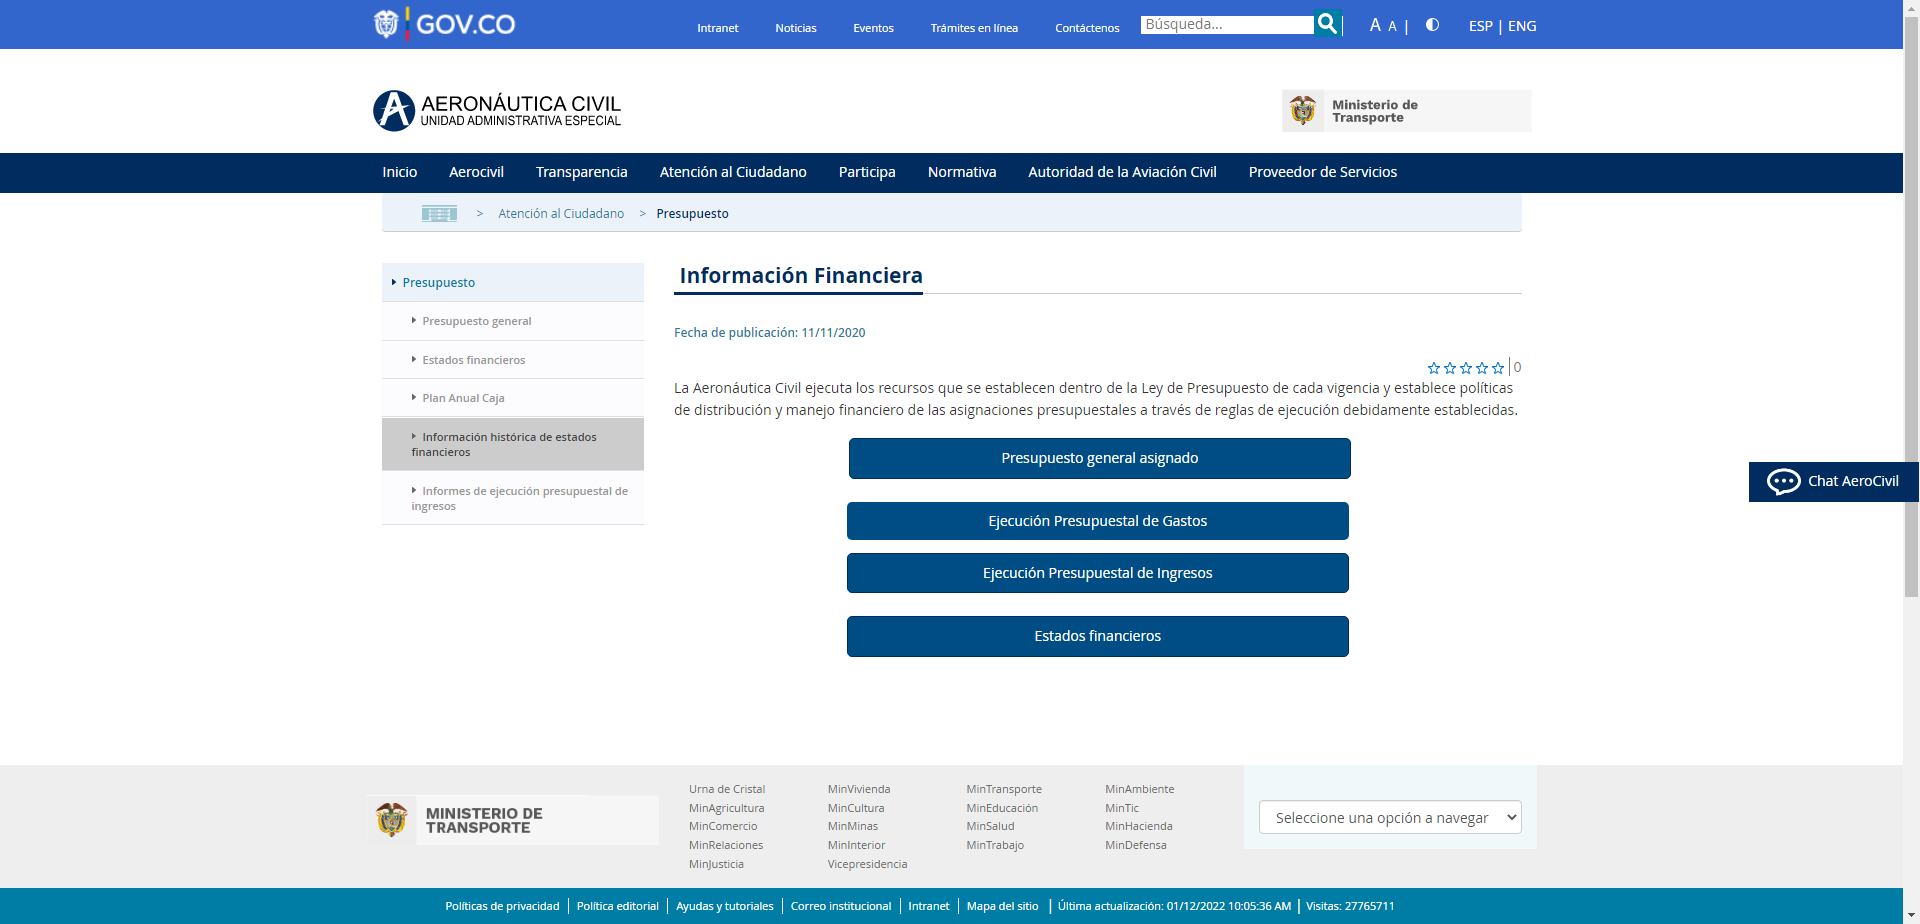 GOV.CO
Intranet
Noticias
Eventos
Trámites en línea
Contáctenos
Búsqueda...
A A |
ESP | ENG
AERONÁUTICA CIVIL
UNIDAD ADMINISTRATIVA ESPECIAL
Ministerio de
Transporte
Inicio
Aerocivil
Transparencia
Atención al Ciudadano
Participa
Normativa
Autoridad de la Aviación Civil
Proveedor de Servicios
> Atención al Ciudadano > Presupuesto
Presupuesto
Presupuesto general
Estados financieros
Plan Anual Caja
Información histórica de estados
financieros
Informes de ejecución presupuestal de
ingresos
Información Financiera
Fecha de publicación: 11/11/2020
0
La Aeronáutica Civil ejecuta los recursos que se establecen dentro de la Ley de Presupuesto de cada vigencia y establece políticas
de distribución y manejo financiero de las asignaciones presupuestales a través de reglas de ejecución debidamente establecidas.
Presupuesto general asignado
Ejecución Presupuestal de Gastos
Ejecución Presupuestal de Ingresos
Estados financieros
Chat AeroCivil
MINISTERIO DE
TRANSPORTE
Urna de Cristal
MinAgricultura
MinComercio
MinRelaciones
MinJusticia
MinVivienda
MinCultura
MinMinas
MinInterior
Vicepresidencia
MinTransporte
MinEducación
MinSalud
MinTrabajo
MinAmbiente
MinTic
MinHacienda
MinDefensa
Seleccione una opción a navegar
Políticas de privacidad | Política editorial | Ayudas y tutoriales | Correo institucional | Intranet | Mapa del sitio | Última actualización: 01/12/2022 10:05:36 AM | Visitas: 27765711